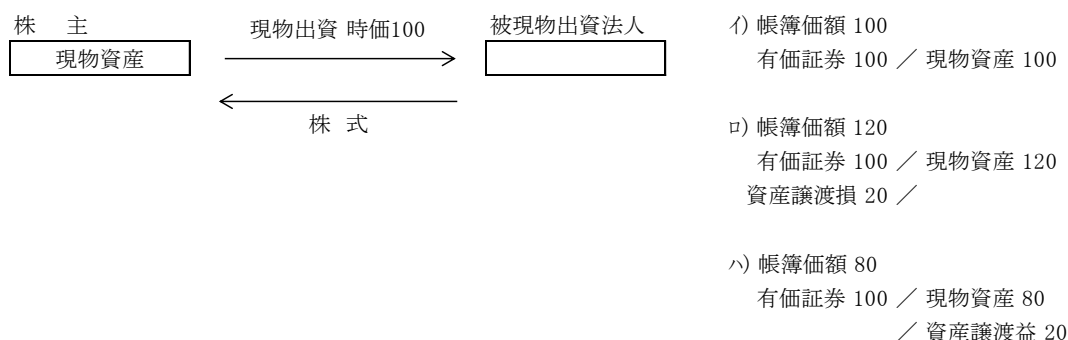 株 主
現物資産
現物出資 時価100
株 式
被現物出資法人
ｲ) 帳簿価額 100
有価証券 100 ／ 現物資産 100
ﾛ) 帳簿価額 120
有価証券 100 ／ 現物資産 120
資産譲渡損 20 ／
ﾊ) 帳簿価額 80
有価証券 100 ／ 現物資産 80
／ 資産譲渡益 20